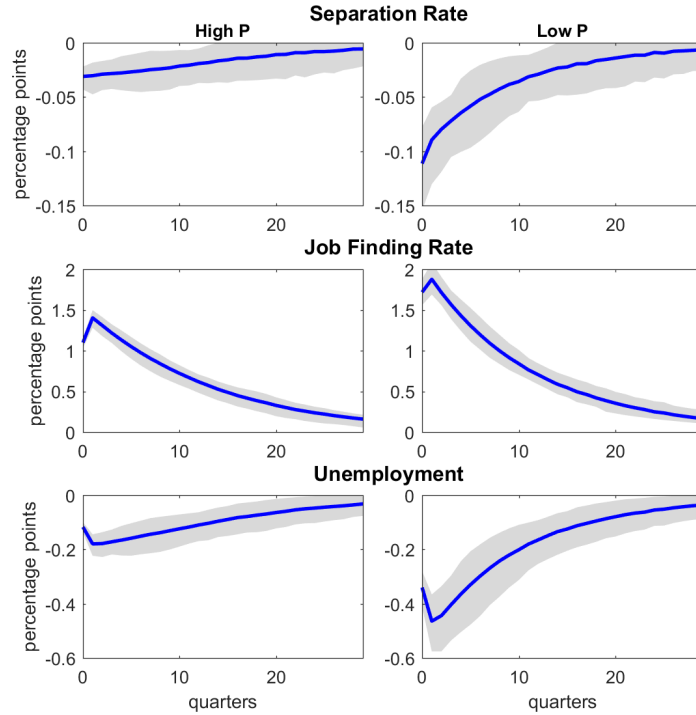 Separation Rate
High P
Low P
percentage points
0
-0.05
-0.1
-0.15
0 10 20
0
-0.05
-0.1
-0.15
0 10 20
Job Finding Rate
percentage points
2
1.5
1
0.5
0
0 10 20
2
1.5
1
0.5
0
0 10 20
Unemployment
percentage points
0
-0.2
-0.4
-0.6
0 10 20
quarters
0
-0.2
-0.4
-0.6
0 10 20
quarters